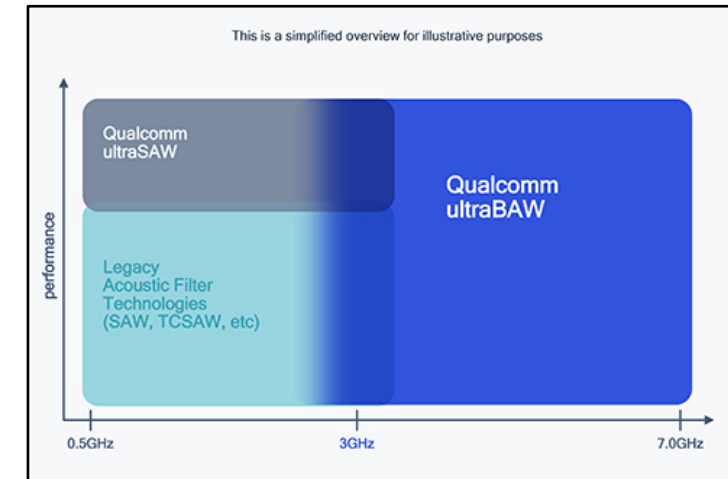 This is a simplified overview for illustrative purposes
performance
Qualcomm
ultraSAW
Qualcomm
ultraBAW
Legacy
Acoustic Filter
Technologies
(SAW, TCSAW, etc)
0.5GHz
3GHz
7.0GHz